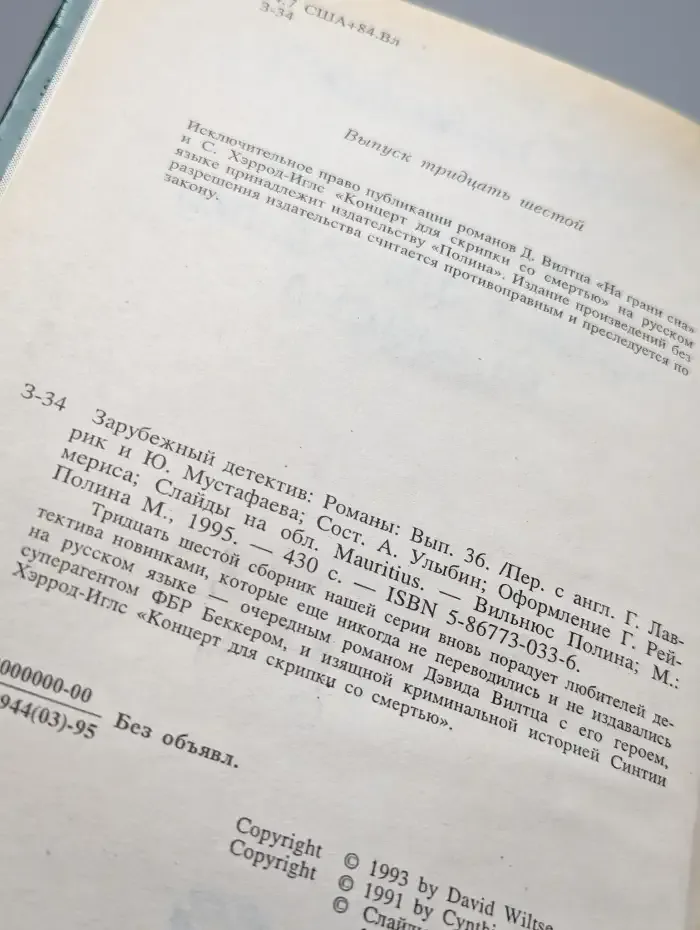 .7 США+84.Вл
З-34
Выпуск тридцать шестой
Исключительное право публикации романов Д. Вилтца «На грани сна»
и С. Хэррод-Иглс «Концерт для скрипки со смертью» на русском
языке принадлежит издательству «Полина». Издание произведений без
разрешения издательства считается противоправным и преследуется по
закону.
З-34 Зарубежный детектив: Романы: Вып. 36. /Пер. с англ. Г. Лав-
рик и Ю. Мустафаева; Сост. А. Улыбин; Оформление Г. Рей-
мериса; Слайды на обл. Mauritius. — Вильнюс Полина; М.:
Полина М., 1995. — 430 с. — ISBN 5-86773-033-6.
Тридцать шестой сборник нашей серии вновь порадует любителей де-
тектива новинками, которые еще никогда не переводились и не издавались
на русском языке — очередным романом Дэвида Вилтца с его героем,
суперагентом ФБР Беккером, и изящной криминальной историей Синтии
Хэррод-Иглс «Концерт для скрипки со смертью».
000000-00
944(03)-95 Без объявл.
Copyright © 1993 by David Wiltse
Copyright © 1991 by
©